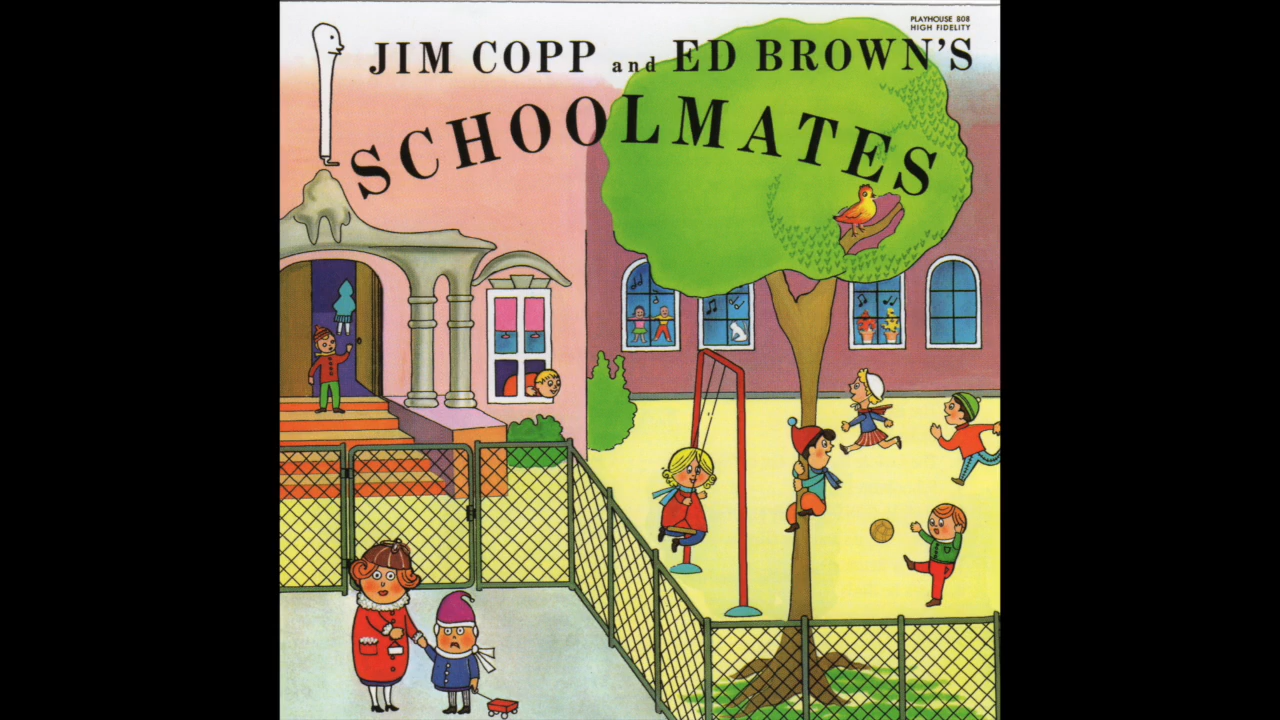 PLAYHOUSE 808
HIGH FIDELITY
JIM COPP and ED BROWN'S
SCHOOLMATES